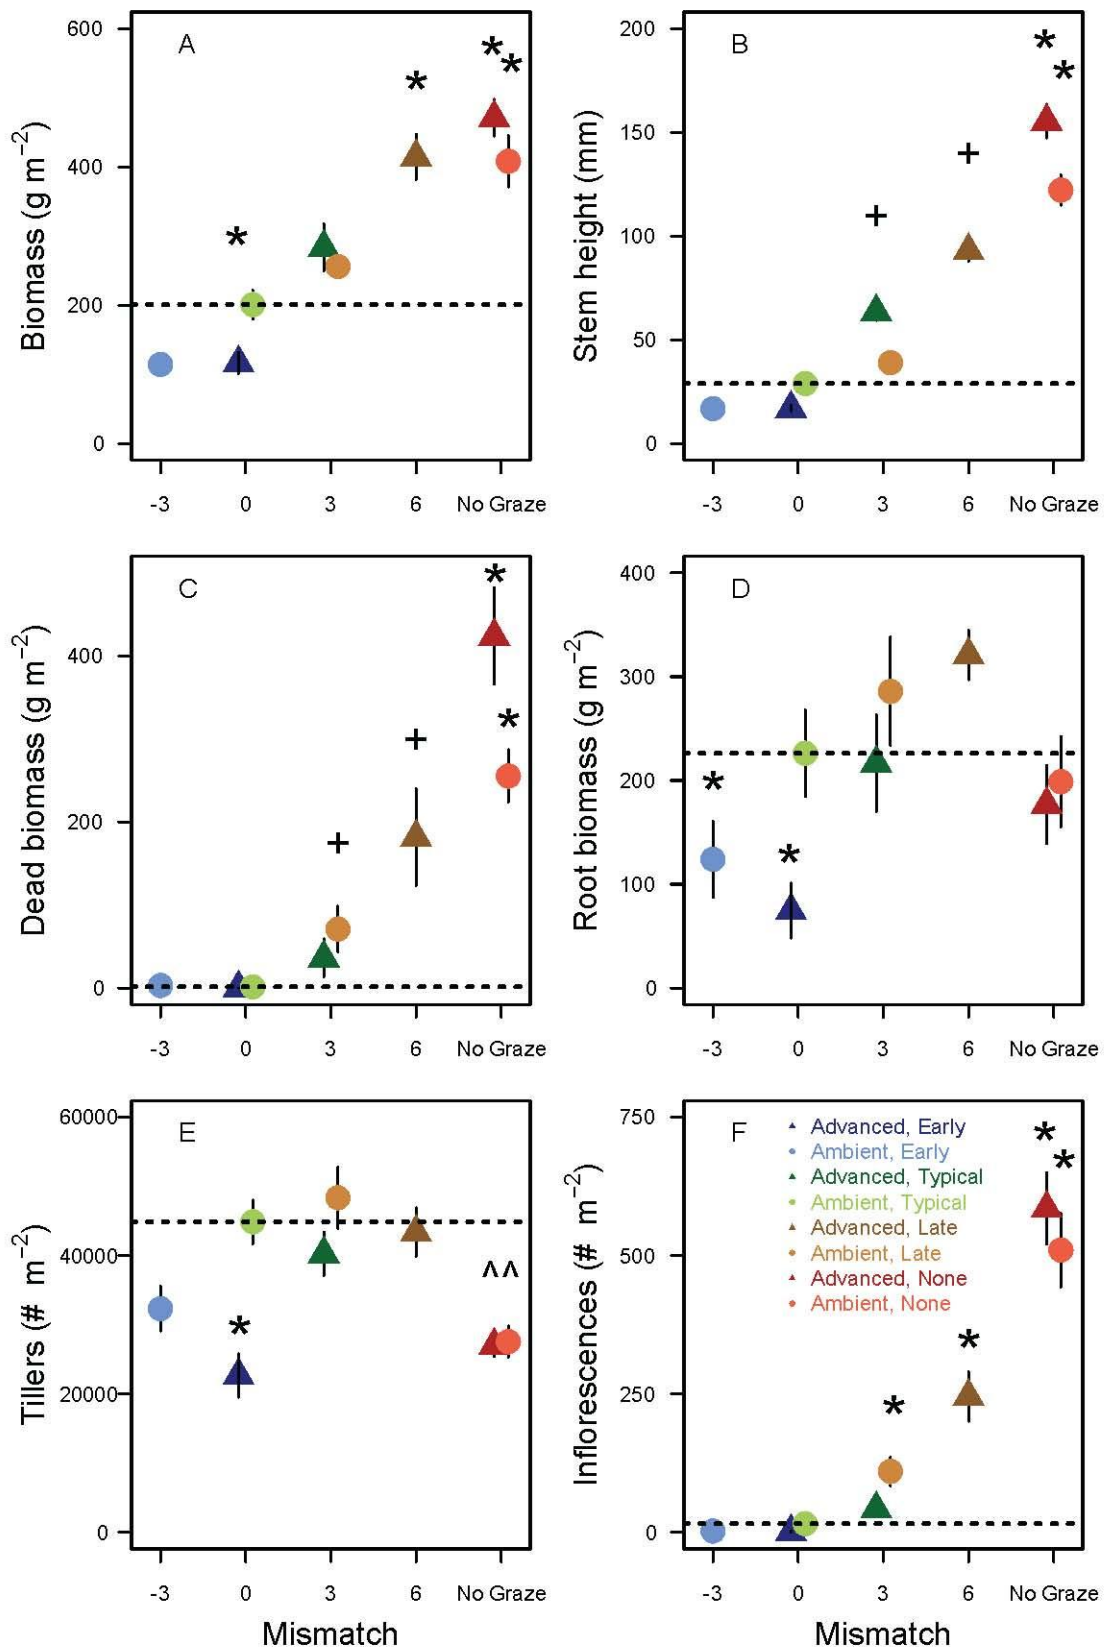 A
Biomass (g m⁻²)
600
400
200
0
* * * *
-3 0 3 6 No Graze
B
Stem height (mm)
200
150
100
50
0
+ + * *
-3 0 3 6 No Graze
C
Dead biomass (g m⁻²)
400
200
0
+ + * *
-3 0 3 6 No Graze
D
Root biomass (g m⁻²)
400
300
200
100
0
* *
-3 0 3 6 No Graze
E
Tillers (# m⁻²)
60000
40000
20000
0
* ^^
-3 0 3 6 No Graze
Mismatch
F
Inflorescences (# m⁻²)
750
500
250
0
Advanced, Early
Ambient, Early
Advanced, Typical
Ambient, Typical
Advanced, Late
Ambient, Late
Advanced, None
Ambient, None
* * * *
-3 0 3 6 No Graze
Mismatch